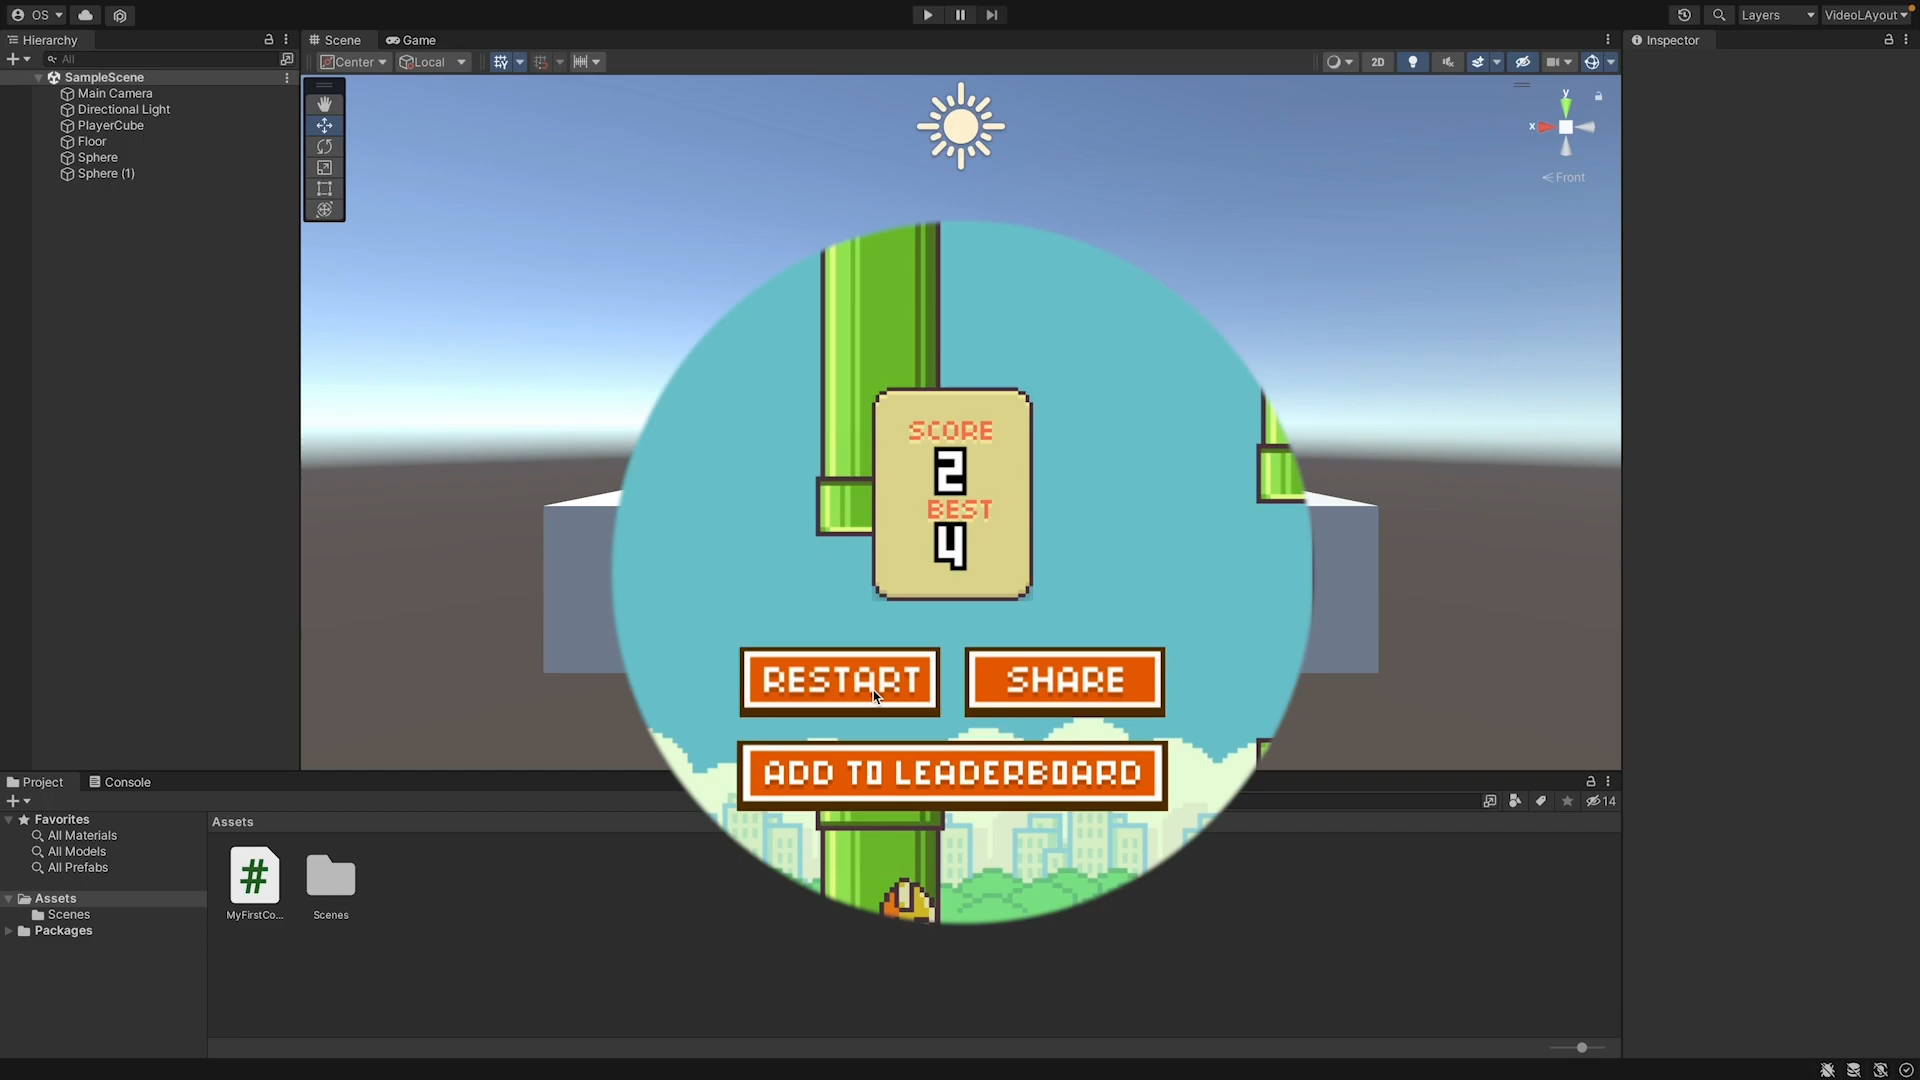 OS
Layers
VideoLAyout
Hierarchy
All
SampleScene
Main Camera
Directional Light
PlayerCube
Floor
Sphere
Sphere (1)
Scene
Game
Center
Local
2D
y
x
Front
Inspector
SCORE
2
BEST
4
RESTART
SHARE
ADD TO LEADERBOARD
Project
Console
14
Favorites
All Materials
All Models
All Prefabs
Assets
Scenes
Packages
Assets
#
MyFirstCo...
Scenes